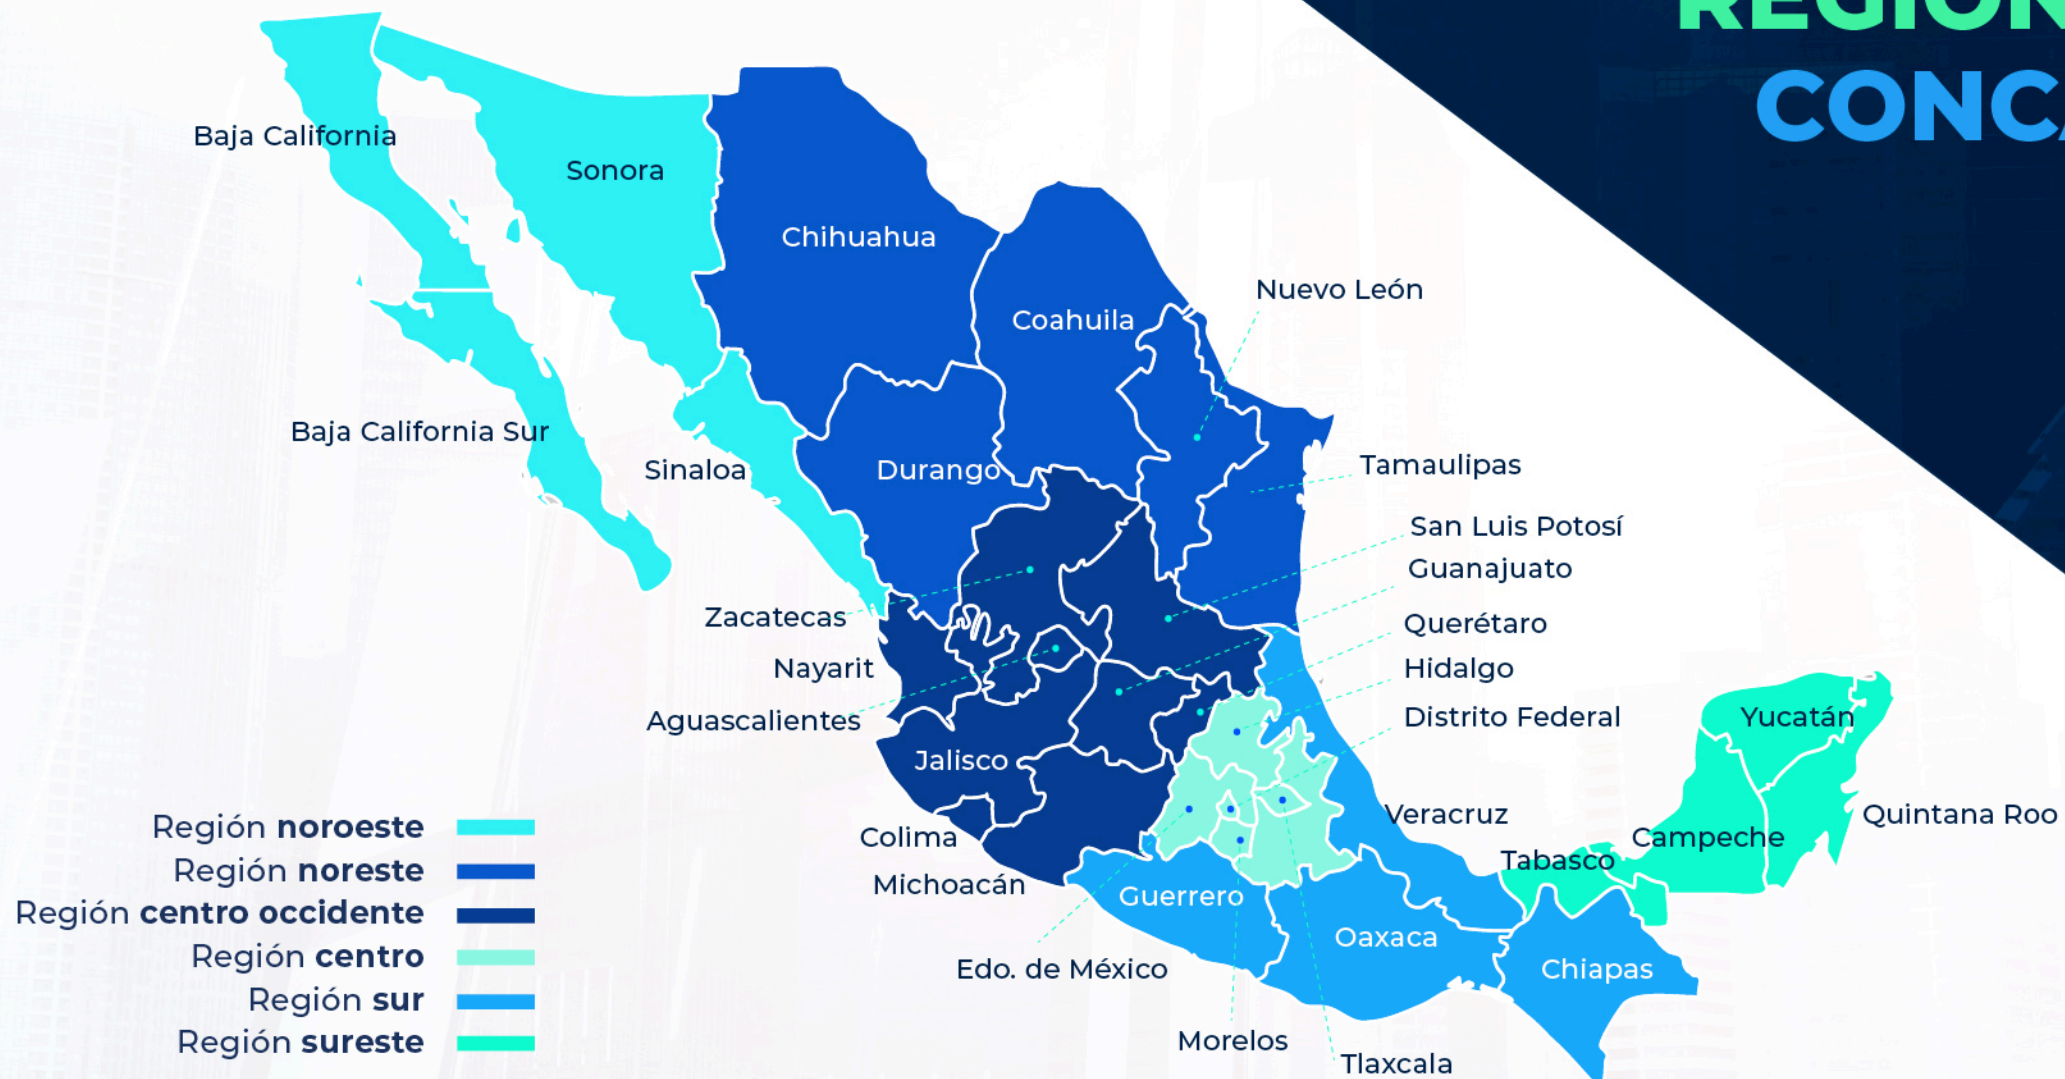 REGION
CONCA
Baja California
Sonora
Chihuahua
Nuevo León
Coahuila
Baja California Sur
Sinaloa
Durango
Tamaulipas
San Luis Potosí
Guanajuato
Zacatecas
Querétaro
Nayarit
Hidalgo
Aguascalientes
Distrito Federal
Yucatán
Jalisco
Veracruz
Quintana Roo
Colima
Campeche
Tabasco
Michoacán
Guerrero
Oaxaca
Edo. de México
Chiapas
Morelos
Tlaxcala
Región noroeste
Región noreste
Región centro occidente
Región centro
Región sur
Región sureste